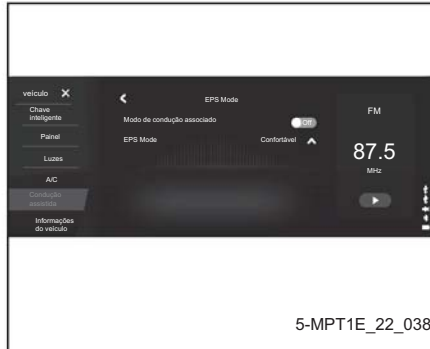 veículo ✕
Chave
inteligente
Painel
Luzes
A/C
Condução
assistida
Informações
do veículo
EPS Mode
Modo de condução associado
Off
EPS Mode
Confortável
FM
87.5
MHz
5-MPT1E_22_038